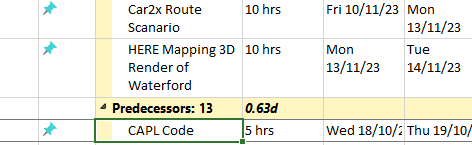 Car2x Route 10 hrs Fri 10/11/23 Mon
Scanario 13/11/23
HERE Mapping 3D 10 hrs Mon Tue
Render of 13/11/23 14/11/23
Waterford
Predecessors: 13 0.63d
CAPL Code 5 hrs Wed 18/10/2 Thu 19/10/